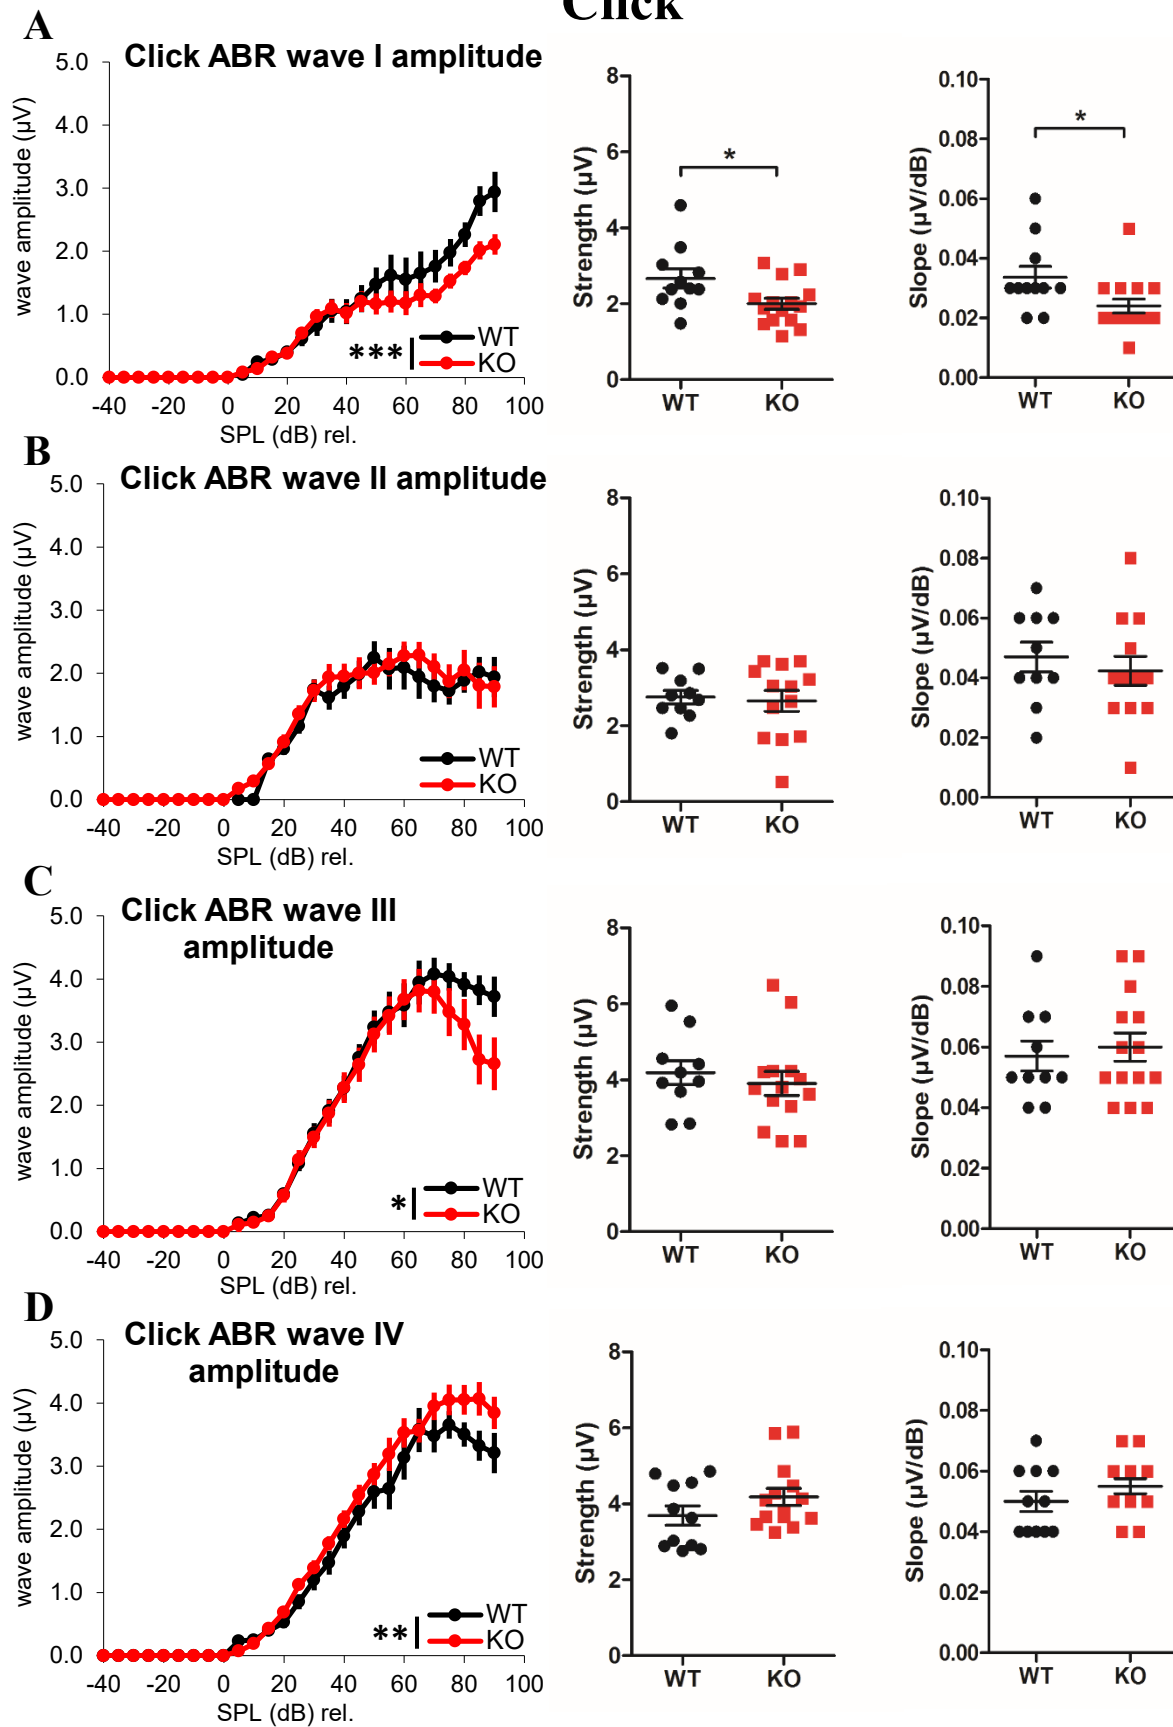 Click
A
Click ABR wave I amplitude
wave amplitude (µV)
5.0
4.0
3.0
2.0
1.0
0.0
-40 -20 0 20 40 60 80 100
SPL (dB) rel.
*** WT
KO
Strength (µV)
8
6
4
2
0
*
WT KO
Slope (µV/dB)
0.10
0.08
0.06
0.04
0.02
0.00
*
WT KO
B
Click ABR wave II amplitude
wave amplitude (µV)
5.0
4.0
3.0
2.0
1.0
0.0
-40 -20 0 20 40 60 80 100
SPL (dB) rel.
WT
KO
Strength (µV)
8
6
4
2
0
WT KO
Slope (µV/dB)
0.10
0.08
0.06
0.04
0.02
0.00
WT KO
C
Click ABR wave III
amplitude
wave amplitude (µV)
5.0
4.0
3.0
2.0
1.0
0.0
-40 -20 0 20 40 60 80 100
SPL (dB) rel.
* WT
KO
Strength (µV)
8
6
4
2
0
WT KO
Slope (µV/dB)
0.10
0.08
0.06
0.04
0.02
0.00
WT KO
D
Click ABR wave IV
amplitude
wave amplitude (µV)
5.0
4.0
3.0
2.0
1.0
0.0
-40 -20 0 20 40 60 80 100
SPL (dB) rel.
** WT
KO
Strength (µV)
8
6
4
2
0
WT KO
Slope (µV/dB)
0.10
0.08
0.06
0.04
0.02
0.00
WT KO